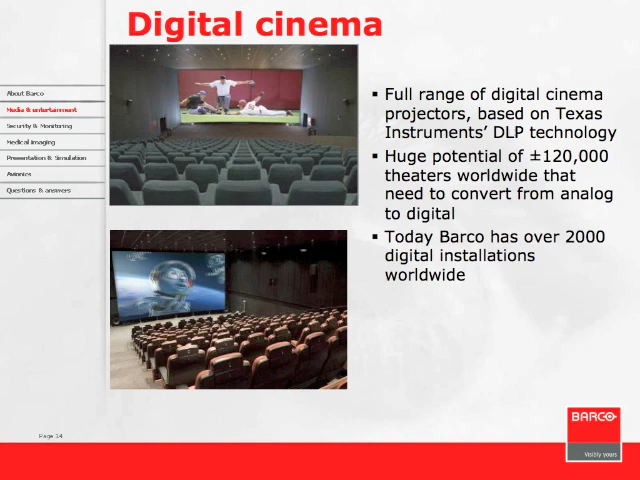 Digital cinema
About Barco
Media & entertainment
Security & Monitoring
Medical imaging
Presentation & Simulation
Avionics
Questions & answers
▪ Full range of digital cinema
projectors, based on Texas
Instruments’ DLP technology
▪ Huge potential of ±120,000
theaters worldwide that
need to convert from analog
to digital
▪ Today Barco has over 2000
digital installations
worldwide
Page 14
BARCO
Visibly yours